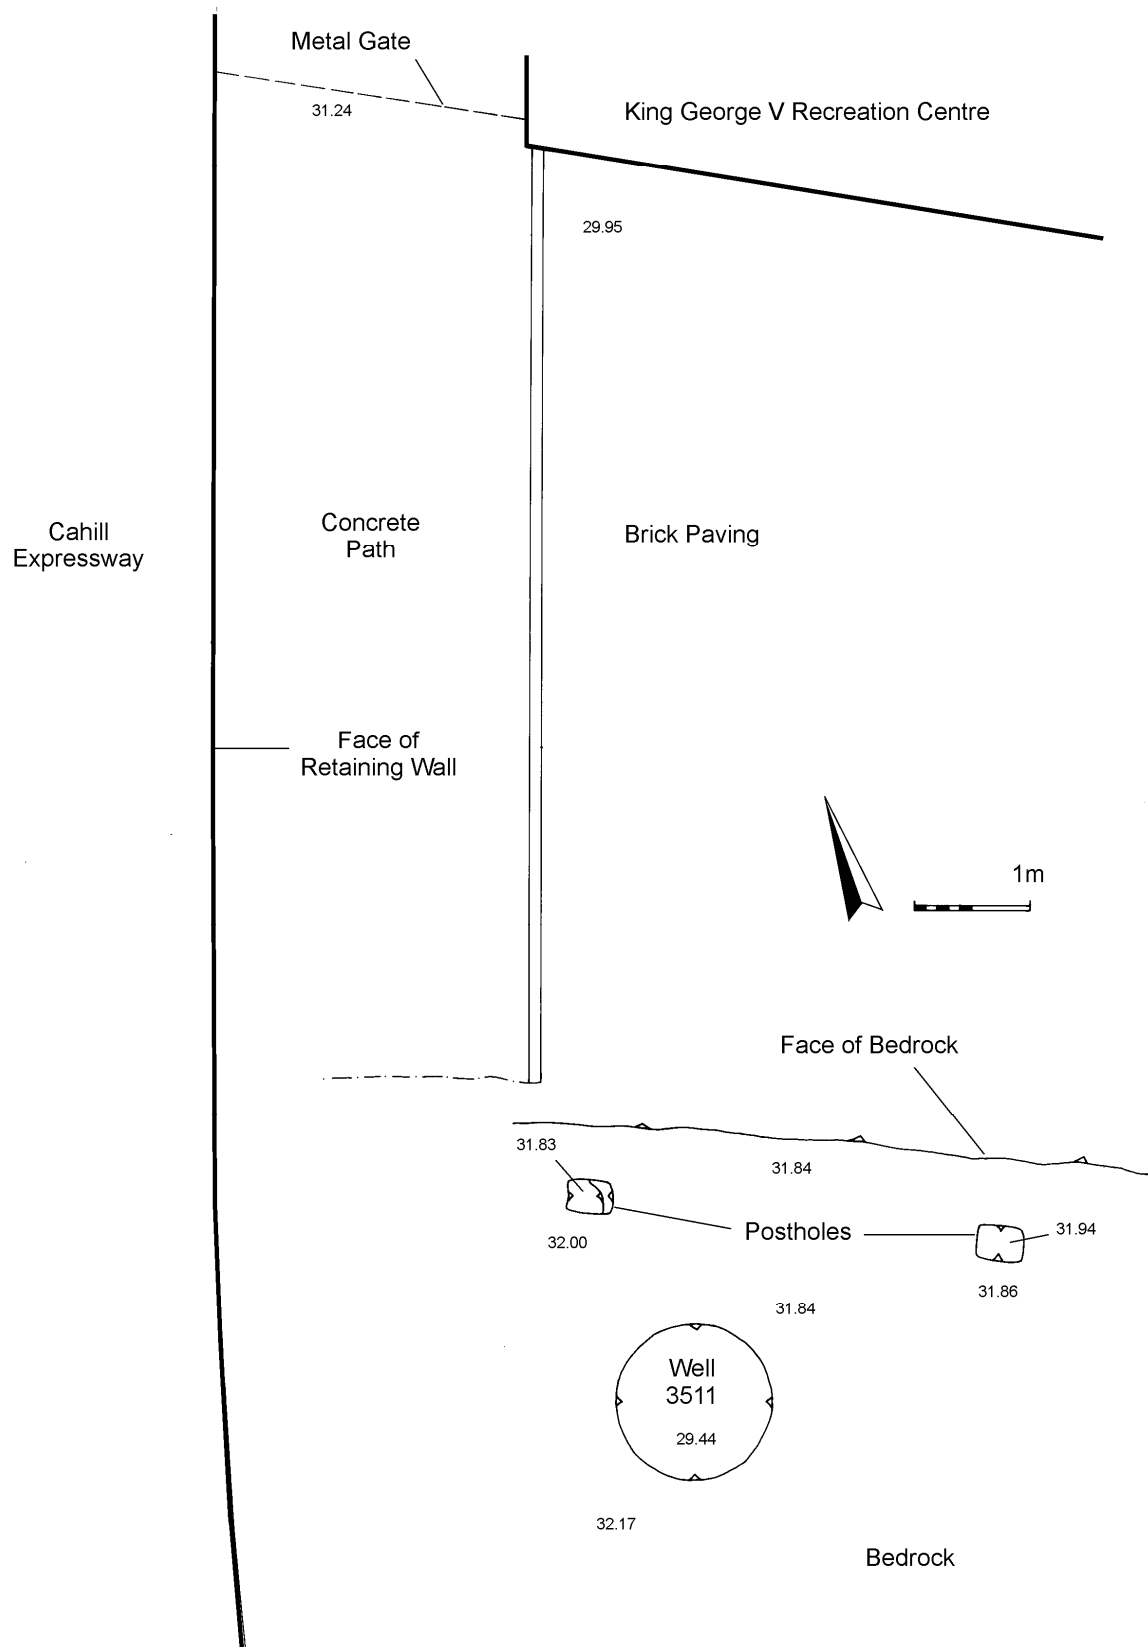 Metal Gate
31.24
King George V Recreation Centre
29.95
Cahill
Expressway
Concrete
Path
Brick Paving
Face of
Retaining Wall
1m
Face of Bedrock
31.83
31.84
Postholes
31.94
32.00
31.86
31.84
Well
3511
29.44
32.17
Bedrock